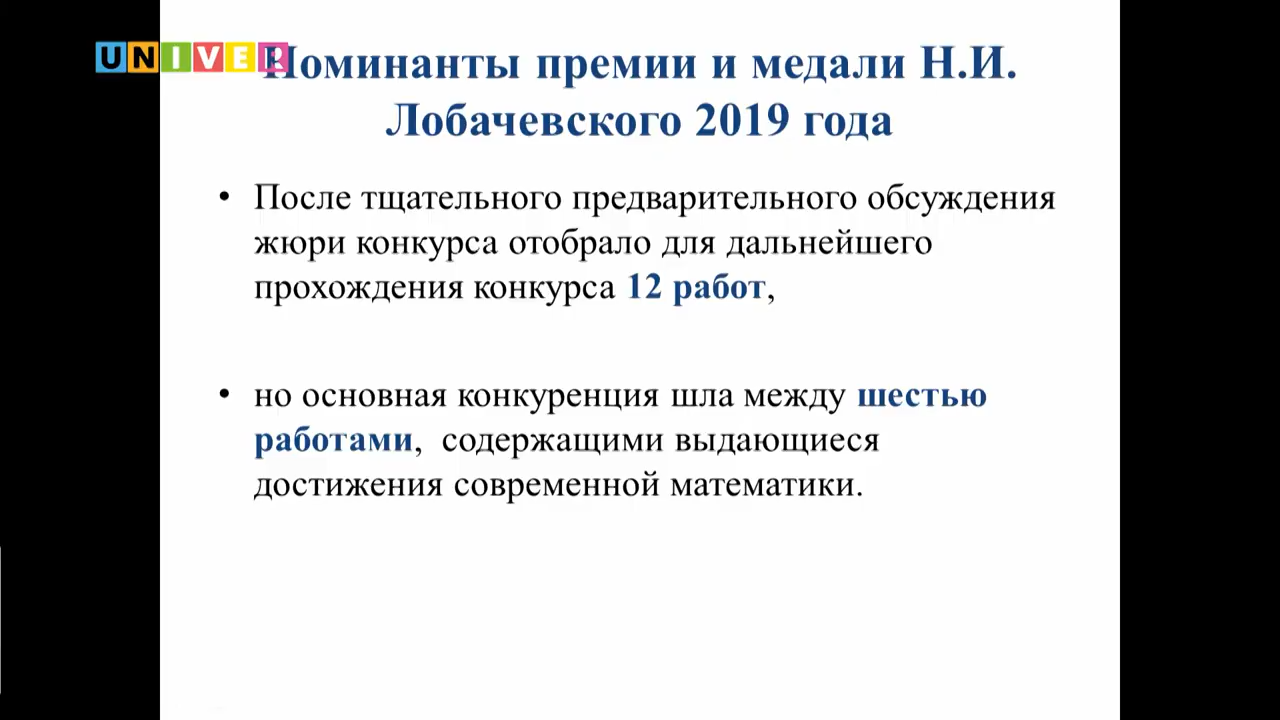 UNIVER
Номинанты премии и медали Н.И.
Лобачевского 2019 года
• После тщательного предварительного обсуждения
жюри конкурса отобрало для дальнейшего
прохождения конкурса 12 работ,
• но основная конкуренция шла между шестью
работами, содержащими выдающиеся
достижения современной математики.